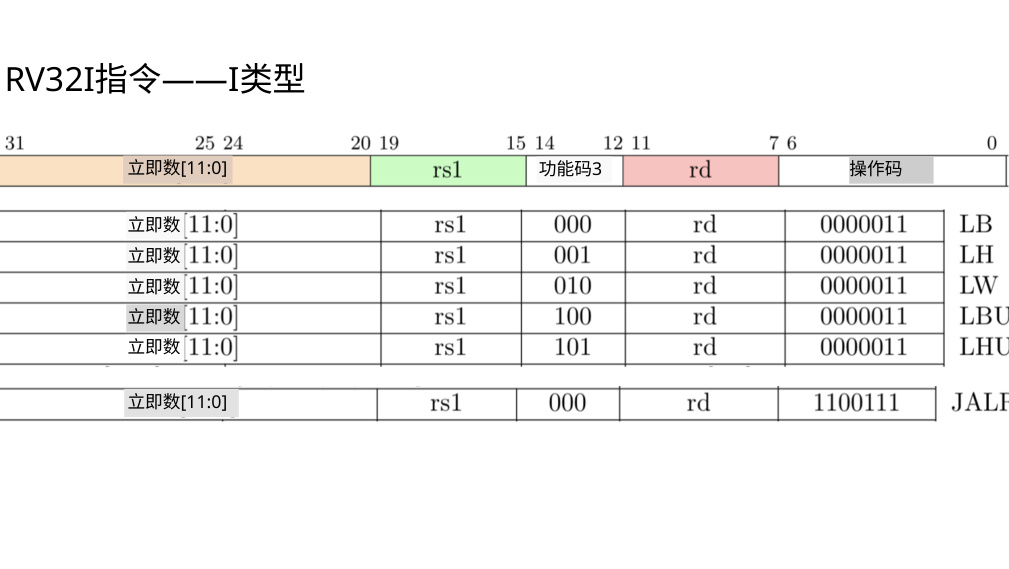 RV32I指令——I类型
31 25 24 20 19 15 14 12 11 7 6 0
立即数[11:0] rs1 功能码3 rd 操作码
立即数[11:0] rs1 000 rd 0000011 LB
立即数[11:0] rs1 001 rd 0000011 LH
立即数[11:0] rs1 010 rd 0000011 LW
立即数[11:0] rs1 100 rd 0000011 LBU
立即数[11:0] rs1 101 rd 0000011 LHU
立即数[11:0] rs1 000 rd 1100111